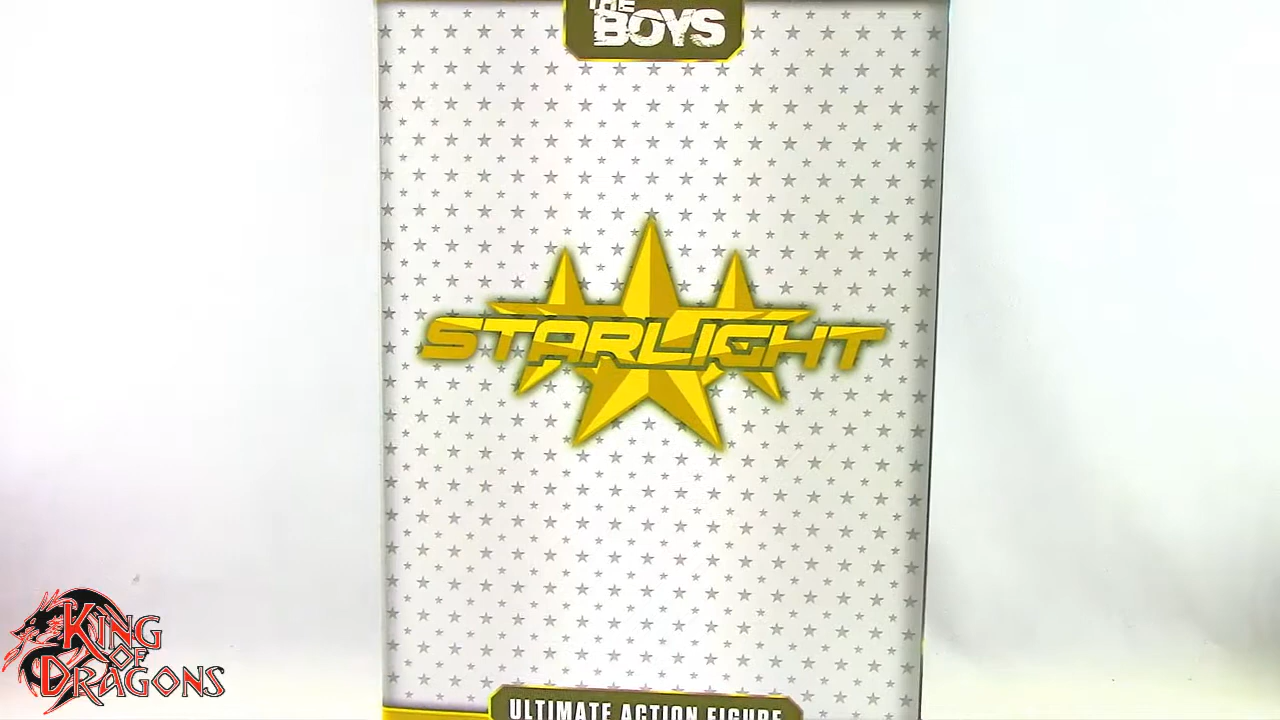 THE
BOYS
STARLIGHT
ULTIMATE ACTION FIGURE
KING
OF
DRAGONS